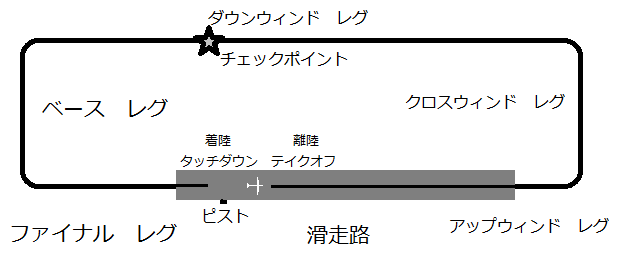 ダウンウィンド　レグ
チェックポイント
ベース　レグ
クロスウィンド　レグ
着陸
タッチダウン
離陸
テイクオフ
ピスト
ファイナル　レグ
滑走路
アップウィンド　レグ